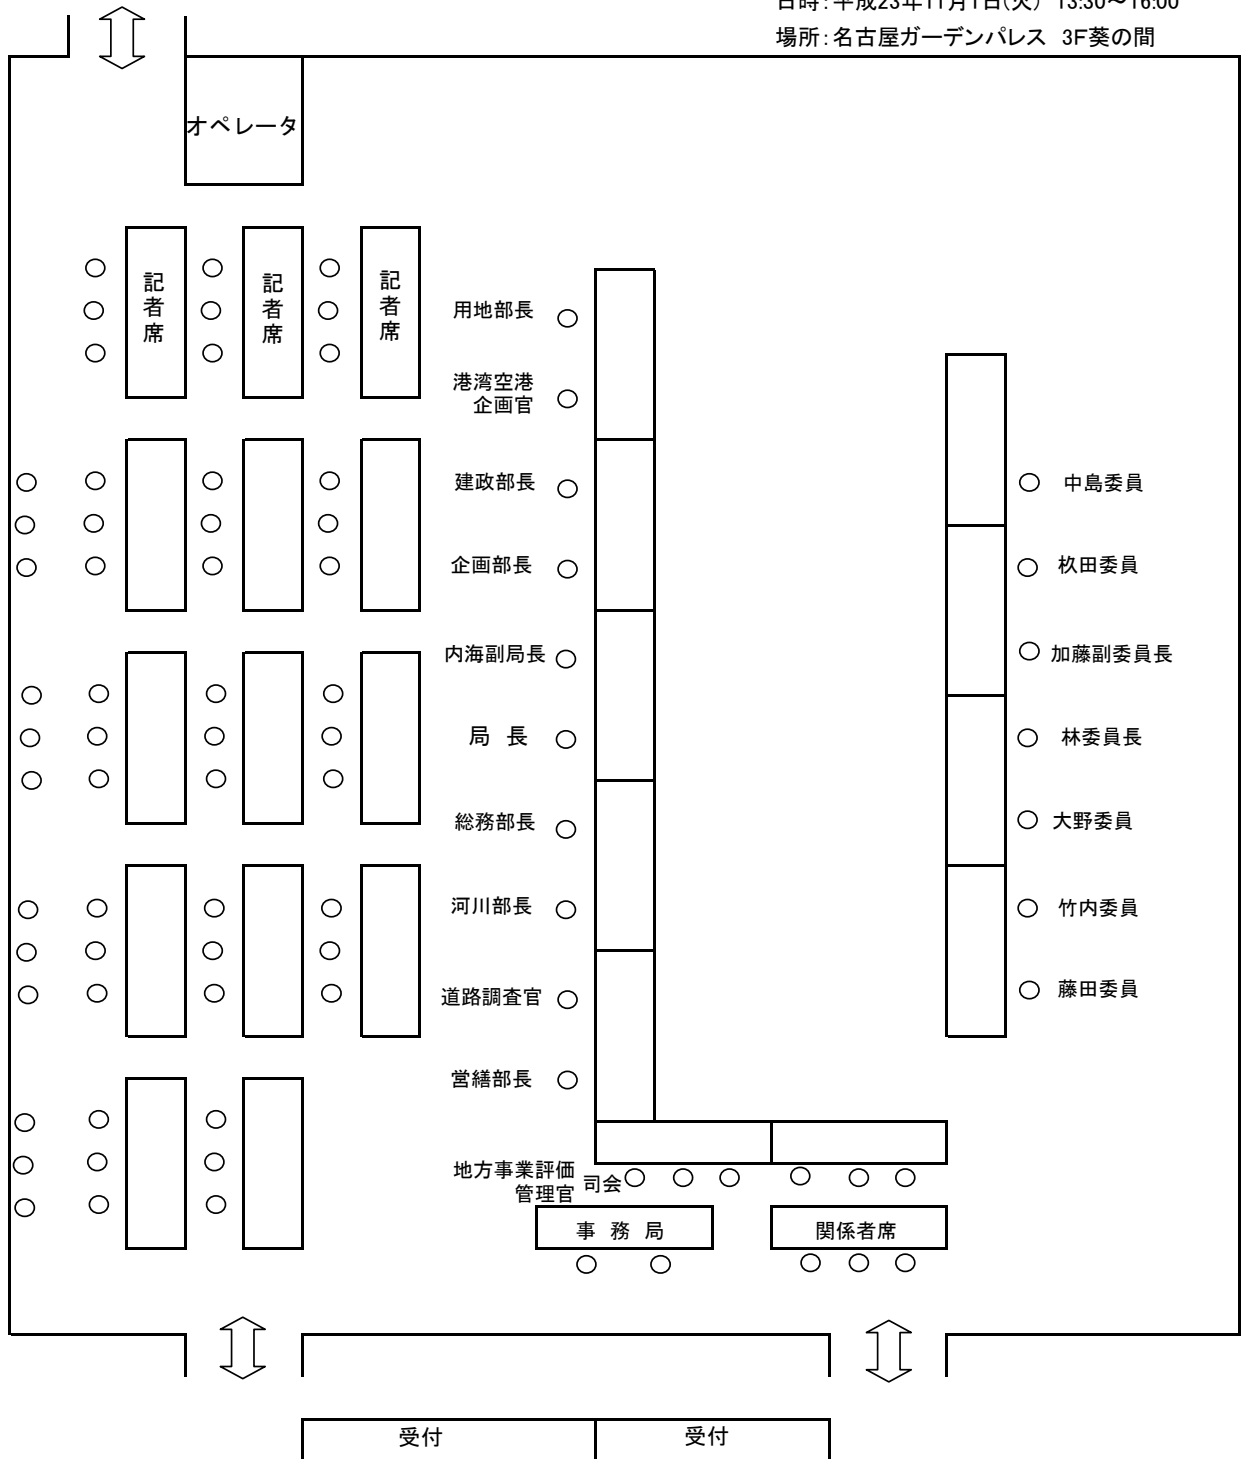 日時：平成23年11月1日(火) 13:30～16:00
場所：名古屋ガーデンパレス 3F葵の間
オペレータ
記者席
記者席
記者席
用地部長
港湾空港
企画官
建政部長
企画部長
内海副局長
局 長
総務部長
河川部長
道路調査官
営繕部長
地方事業評価
管理官
司会
中島委員
杁田委員
加藤副委員長
林委員長
大野委員
竹内委員
藤田委員
事 務 局
関係者席
受付
受付